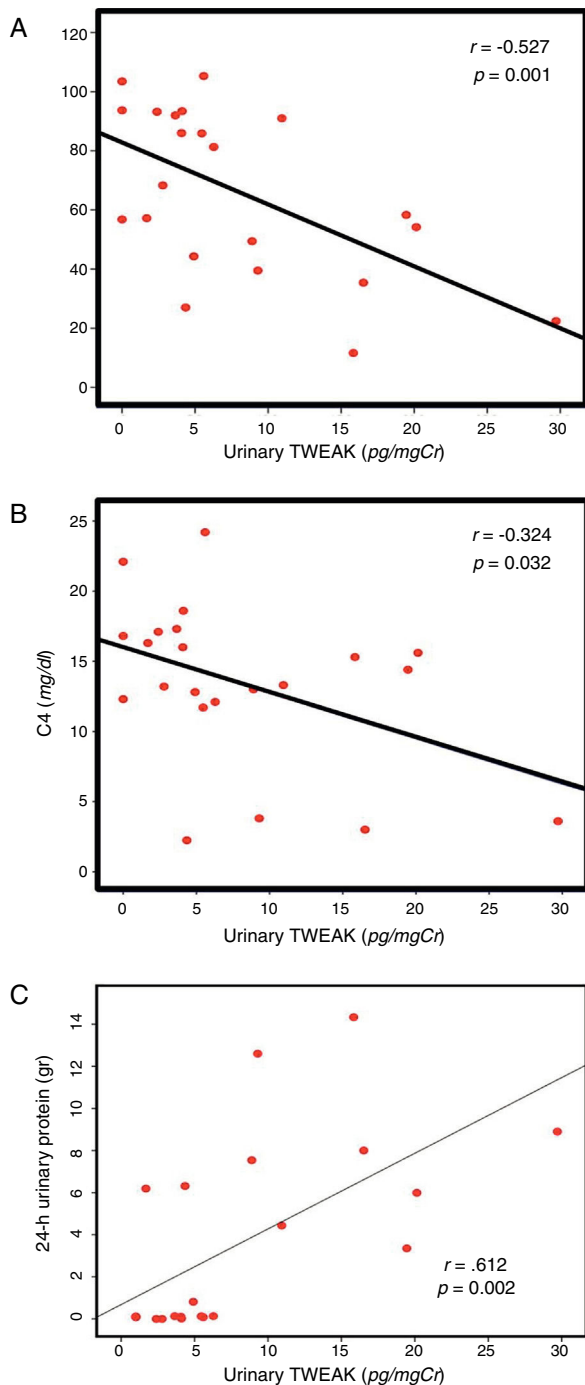 A
r = -0.527
p = 0.001
120
100
80
60
40
20
0
0 5 10 15 20 25 30
Urinary TWEAK (pg/mgCr)
B
r = -0.324
p = 0.032
C4 (mg/dl)
25
20
15
10
5
0
0 5 10 15 20 25 30
Urinary TWEAK (pg/mgCr)
C
24-h urinary protein (gr)
14
12
10
8
6
4
2
0
r = .612
p = 0.002
0 5 10 15 20 25 30
Urinary TWEAK (pg/mgCr)